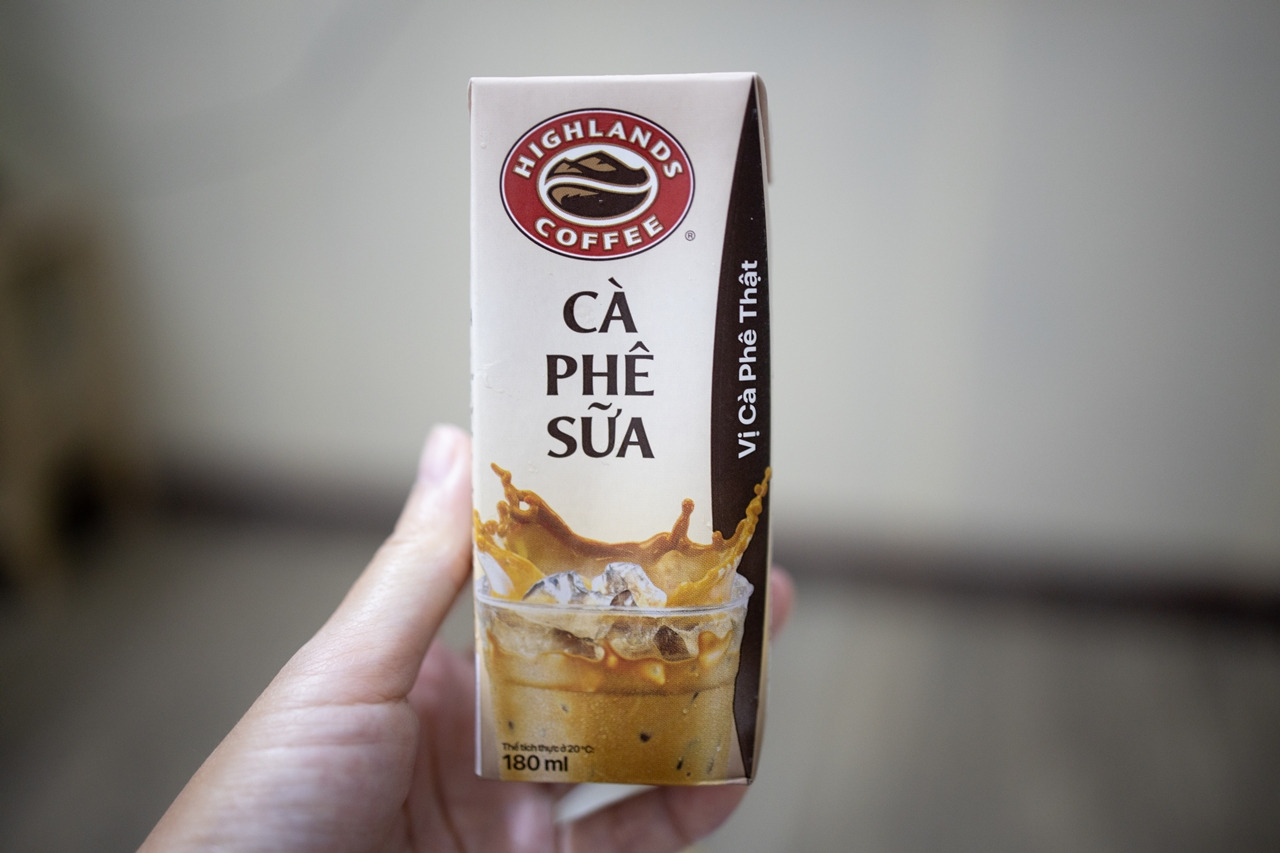 HIGHLANDS
COFFEE
®
CÀ
PHÊ
SỮA
Vị Cà Phê Thật
Thể tích thực ở 20°C:
180 ml